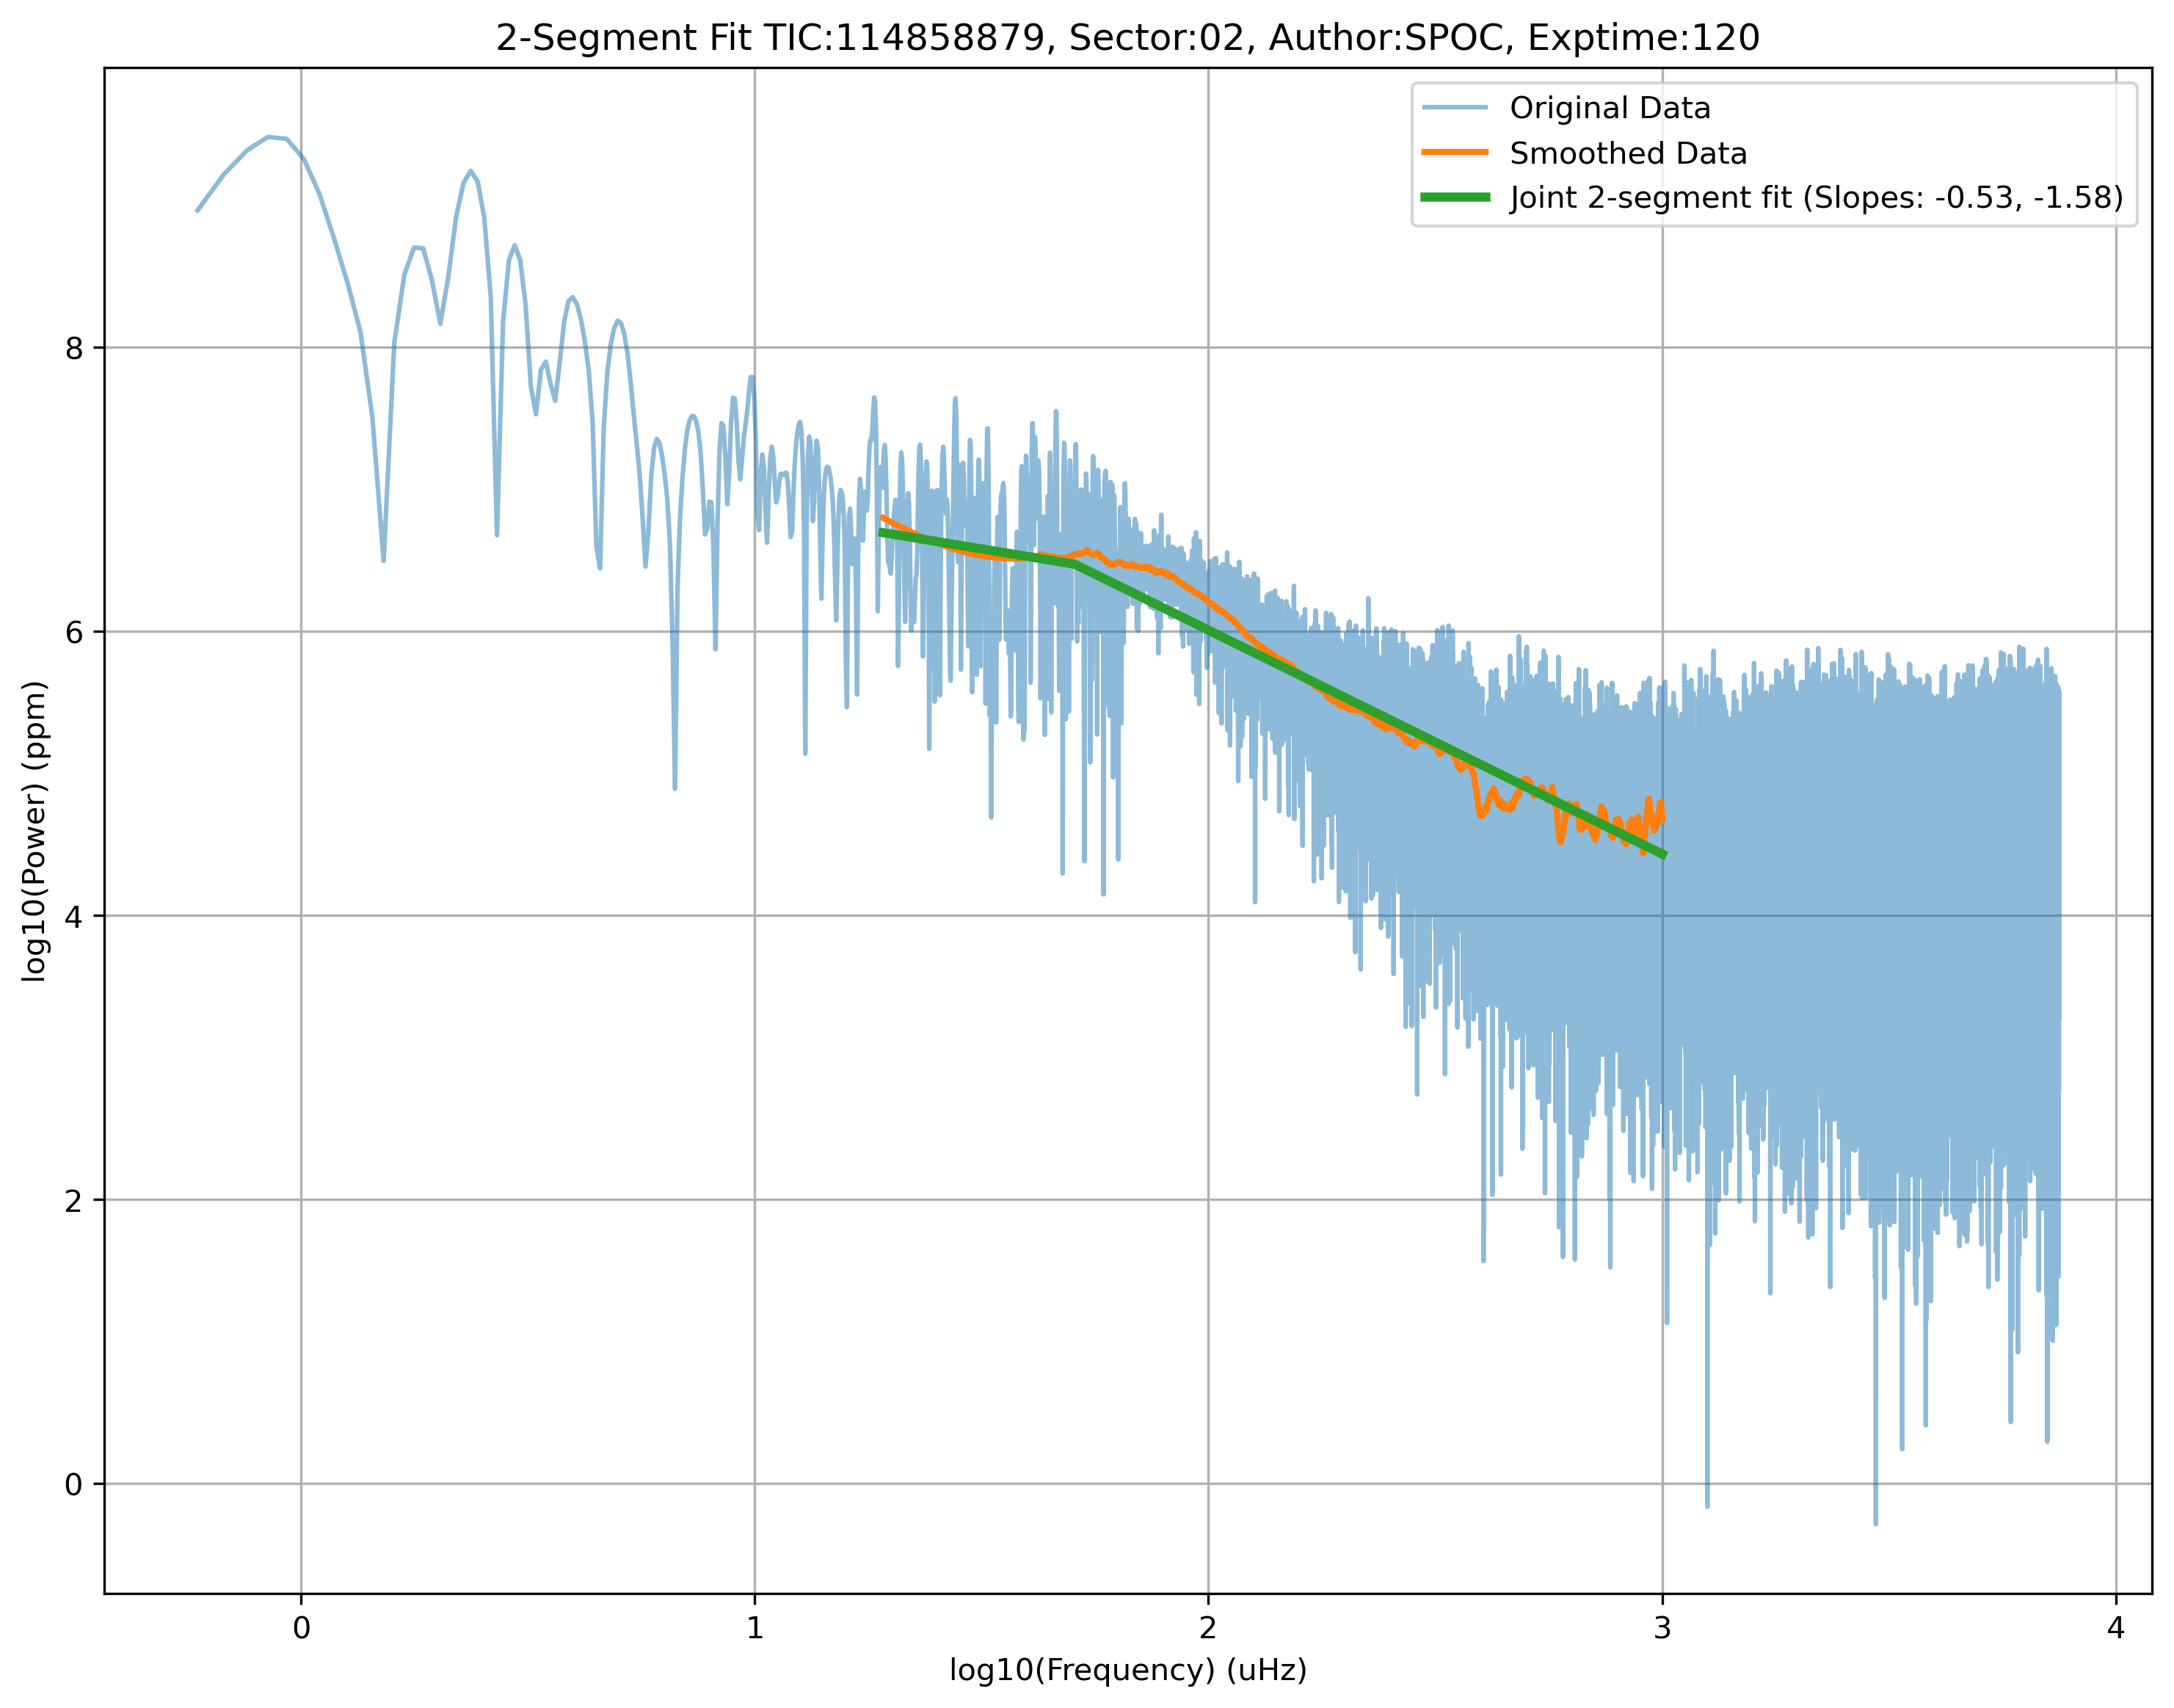 2-Segment Fit TIC:114858879, Sector:02, Author:SPOC, Exptime:120
Original Data
Smoothed Data
Joint 2-segment fit (Slopes: -0.53, -1.58)
log10(Power) (ppm)
8
6
4
2
0
0 1 2 3 4
log10(Frequency) (uHz)